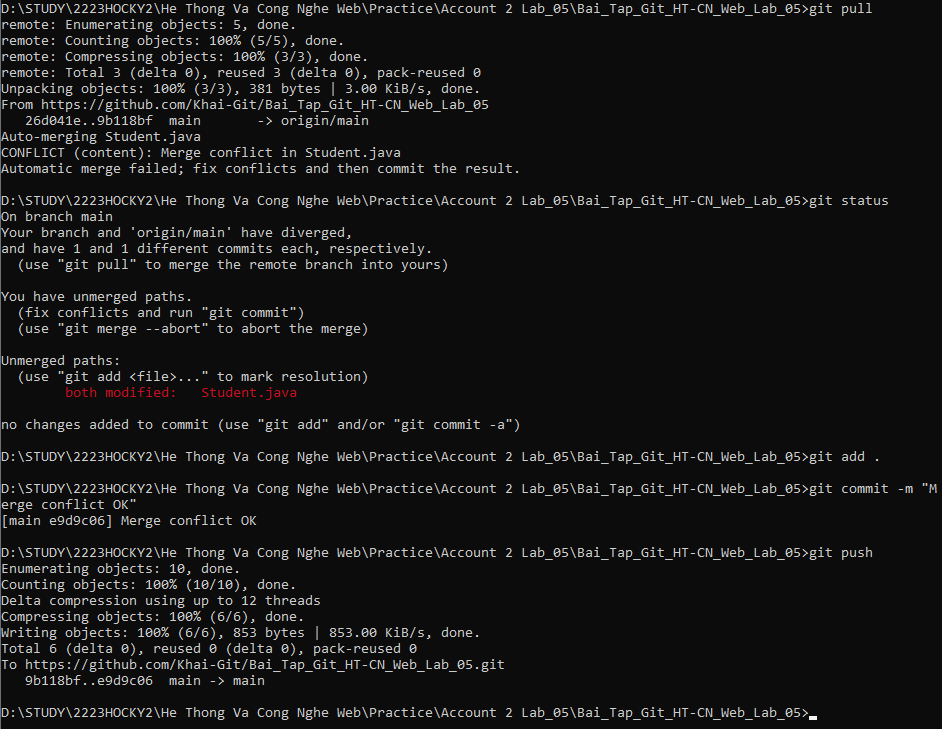 D:\STUDY\2223HOCKY2\He Thong Va Cong Nghe Web\Practice\Account 2 Lab_05\Bai_Tap_Git_HT-CN_Web_Lab_05>git pull
remote: Enumerating objects: 5, done.
remote: Counting objects: 100% (5/5), done.
remote: Compressing objects: 100% (3/3), done.
remote: Total 3 (delta 0), reused 3 (delta 0), pack-reused 0
Unpacking objects: 100% (3/3), 381 bytes | 3.00 KiB/s, done.
From https://github.com/Khai-Git/Bai_Tap_Git_HT-CN_Web_Lab_05
   26d041e..9b118bf  main       -> origin/main
Auto-merging Student.java
CONFLICT (content): Merge conflict in Student.java
Automatic merge failed; fix conflicts and then commit the result.

D:\STUDY\2223HOCKY2\He Thong Va Cong Nghe Web\Practice\Account 2 Lab_05\Bai_Tap_Git_HT-CN_Web_Lab_05>git status
On branch main
Your branch and 'origin/main' have diverged,
and have 1 and 1 different commits each, respectively.
  (use "git pull" to merge the remote branch into yours)

You have unmerged paths.
  (fix conflicts and run "git commit")
  (use "git merge --abort" to abort the merge)

Unmerged paths:
  (use "git add <file>..." to mark resolution)
        both modified:   Student.java

no changes added to commit (use "git add" and/or "git commit -a")

D:\STUDY\2223HOCKY2\He Thong Va Cong Nghe Web\Practice\Account 2 Lab_05\Bai_Tap_Git_HT-CN_Web_Lab_05>git add .

D:\STUDY\2223HOCKY2\He Thong Va Cong Nghe Web\Practice\Account 2 Lab_05\Bai_Tap_Git_HT-CN_Web_Lab_05>git commit -m "M
erge conflict OK"
[main e9d9c06] Merge conflict OK

D:\STUDY\2223HOCKY2\He Thong Va Cong Nghe Web\Practice\Account 2 Lab_05\Bai_Tap_Git_HT-CN_Web_Lab_05>git push
Enumerating objects: 10, done.
Counting objects: 100% (10/10), done.
Delta compression using up to 12 threads
Compressing objects: 100% (6/6), done.
Writing objects: 100% (6/6), 853 bytes | 853.00 KiB/s, done.
Total 6 (delta 0), reused 0 (delta 0), pack-reused 0
To https://github.com/Khai-Git/Bai_Tap_Git_HT-CN_Web_Lab_05.git
   9b118bf..e9d9c06  main -> main

D:\STUDY\2223HOCKY2\He Thong Va Cong Nghe Web\Practice\Account 2 Lab_05\Bai_Tap_Git_HT-CN_Web_Lab_05>